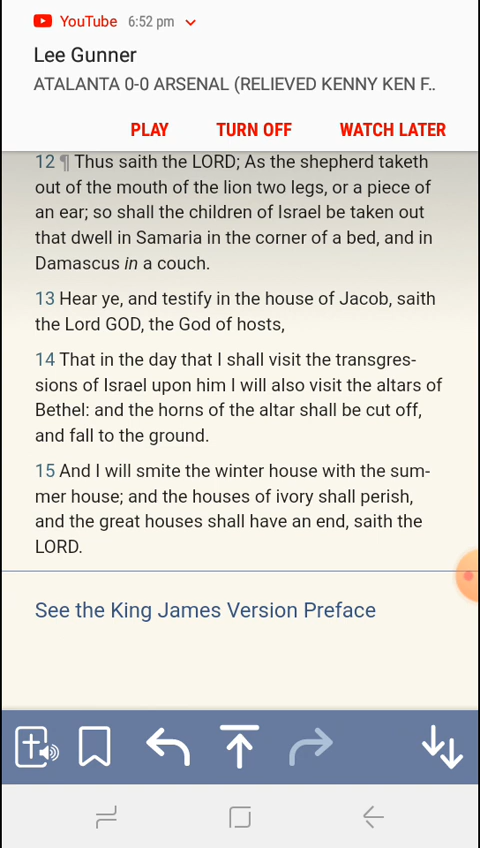 YouTube 6:52 pm
Lee Gunner
ATALANTA 0-0 ARSENAL (RELIEVED KENNY KEN F..
PLAY TURN OFF WATCH LATER
12 ¶ Thus saith the LORD; As the shepherd taketh
out of the mouth of the lion two legs, or a piece of
an ear; so shall the children of Israel be taken out
that dwell in Samaria in the corner of a bed, and in
Damascus in a couch.
13 Hear ye, and testify in the house of Jacob, saith
the Lord GOD, the God of hosts,
14 That in the day that I shall visit the transgres-
sions of Israel upon him I will also visit the altars of
Bethel: and the horns of the altar shall be cut off,
and fall to the ground.
15 And I will smite the winter house with the sum-
mer house; and the houses of ivory shall perish,
and the great houses shall have an end, saith the
LORD.
See the King James Version Preface